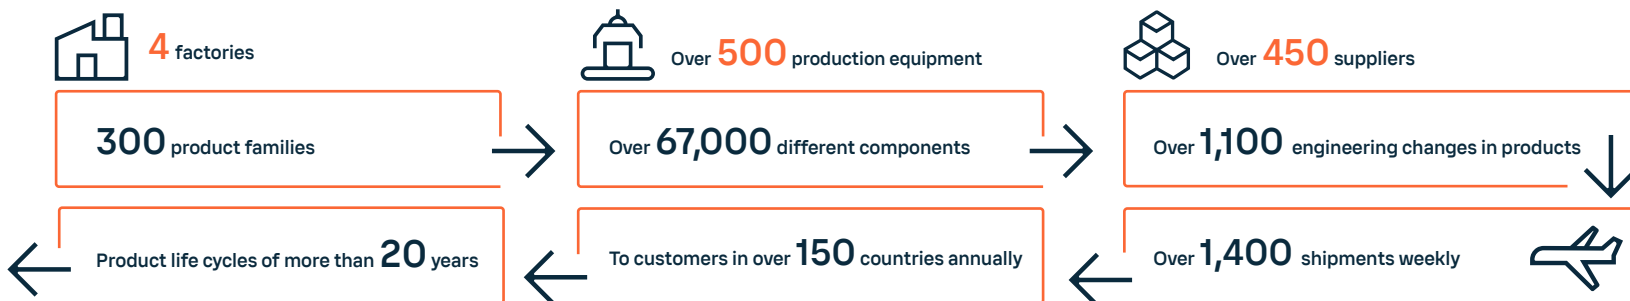 4 factories
Over 500 production equipment
Over 450 suppliers
300 product families
Over 67,000 different components
Over 1,100 engineering changes in products
Over 1,400 shipments weekly
To customers in over 150 countries annually
Product life cycles of more than 20 years